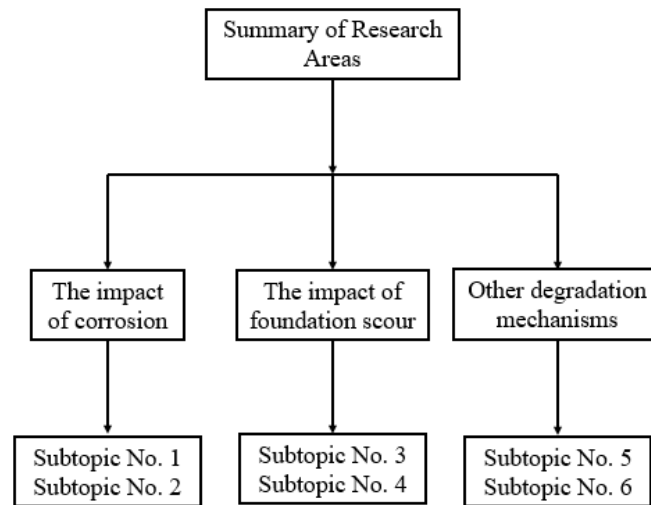 Summary of Research
Areas
The impact
of corrosion
The impact of
foundation scour
Other degradation
mechanisms
Subtopic No. 1
Subtopic No. 2
Subtopic No. 3
Subtopic No. 4
Subtopic No. 5
Subtopic No. 6